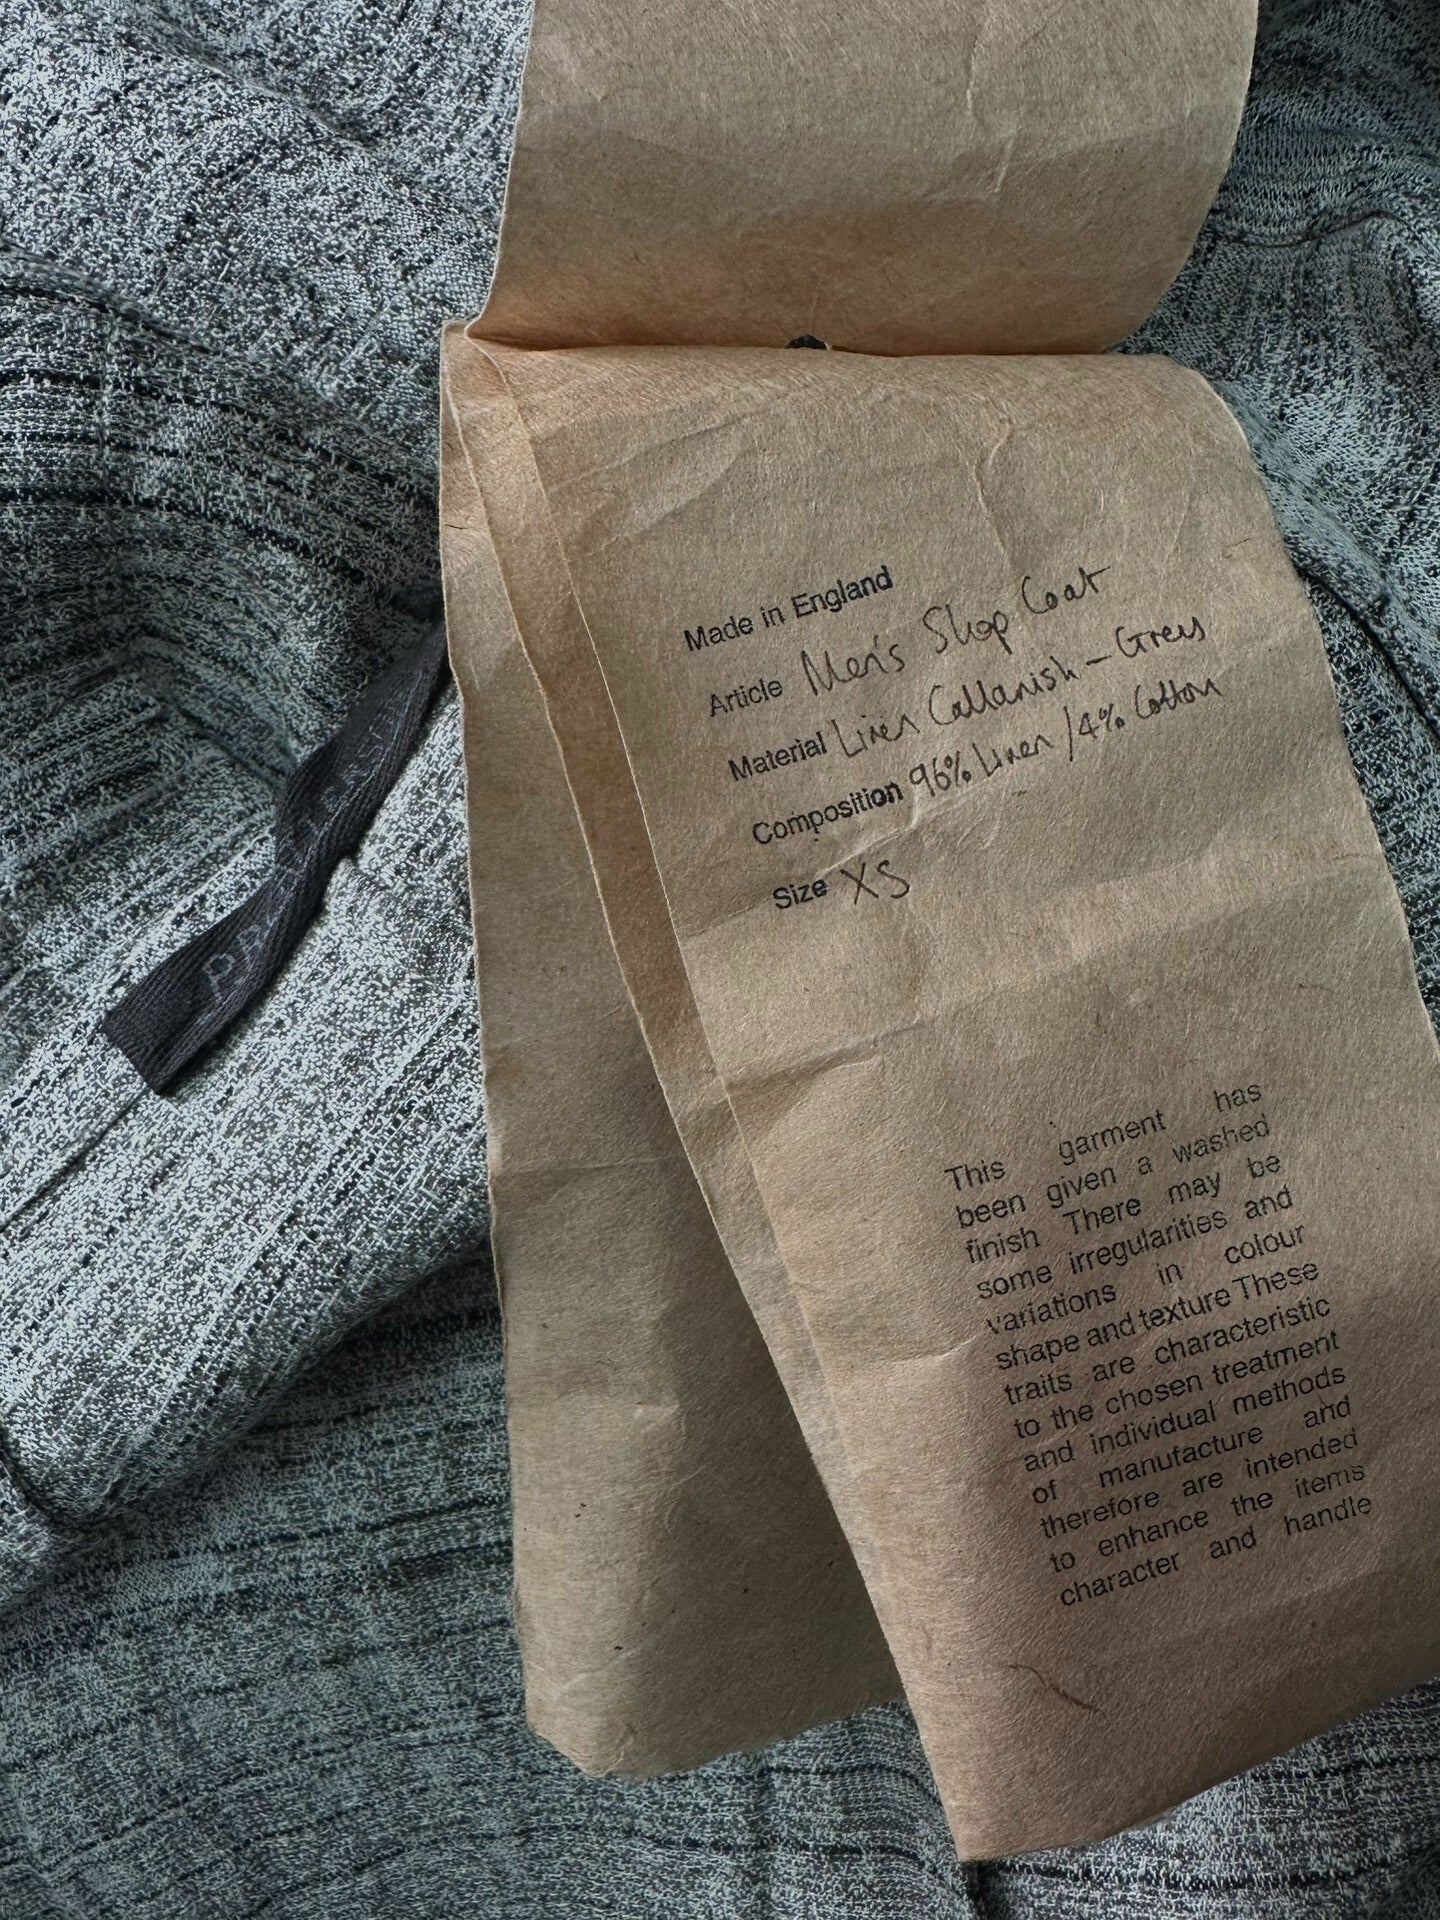 Made in England
Article Men's Shop Coat
Material Linen Callanish - Grey
Composition 96% Linen / 4% Cotton
Size XS
This garment has
been given a washed
finish There may be
some irregularities and
variations in colour
shape and texture These
traits are characteristic
to the chosen treatment
and individual methods
of manufacture and
therefore are intended
to enhance the items
character and handle